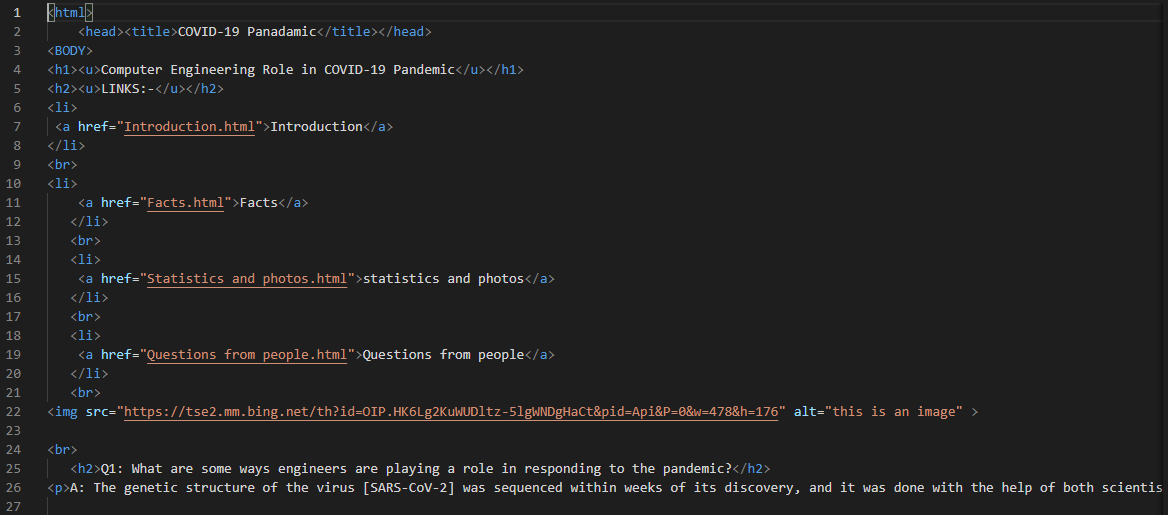 1 <html>
2 <head><title>COVID-19 Panadamic</title></head>
3 <BODY>
4 <h1><u>Computer Engineering Role in COVID-19 Pandemic</u></h1>
5 <h2><u>LINKS:-</u></h2>
6 <li>
7 <a href="Introduction.html">Introduction</a>
8 </li>
9 <br>
10 <li>
11 <a href="Facts.html">Facts</a>
12 </li>
13 <br>
14 <li>
15 <a href="Statistics and photos.html">statistics and photos</a>
16 </li>
17 <br>
18 <li>
19 <a href="Questions from people.html">Questions from people</a>
20 </li>
21 <br>
22 <img src="https://tse2.mm.bing.net/th?id=OIP.HK6Lg2KuWUDltz-5lgWNDgHaCt&pid=Api&P=0&w=478&h=176" alt="this is an image" >
23
24 <br>
25 <h2>Q1: What are some ways engineers are playing a role in responding to the pandemic?</h2>
26 <p>A: The genetic structure of the virus [SARS-CoV-2] was sequenced within weeks of its discovery, and it was done with the help of both scientis
27